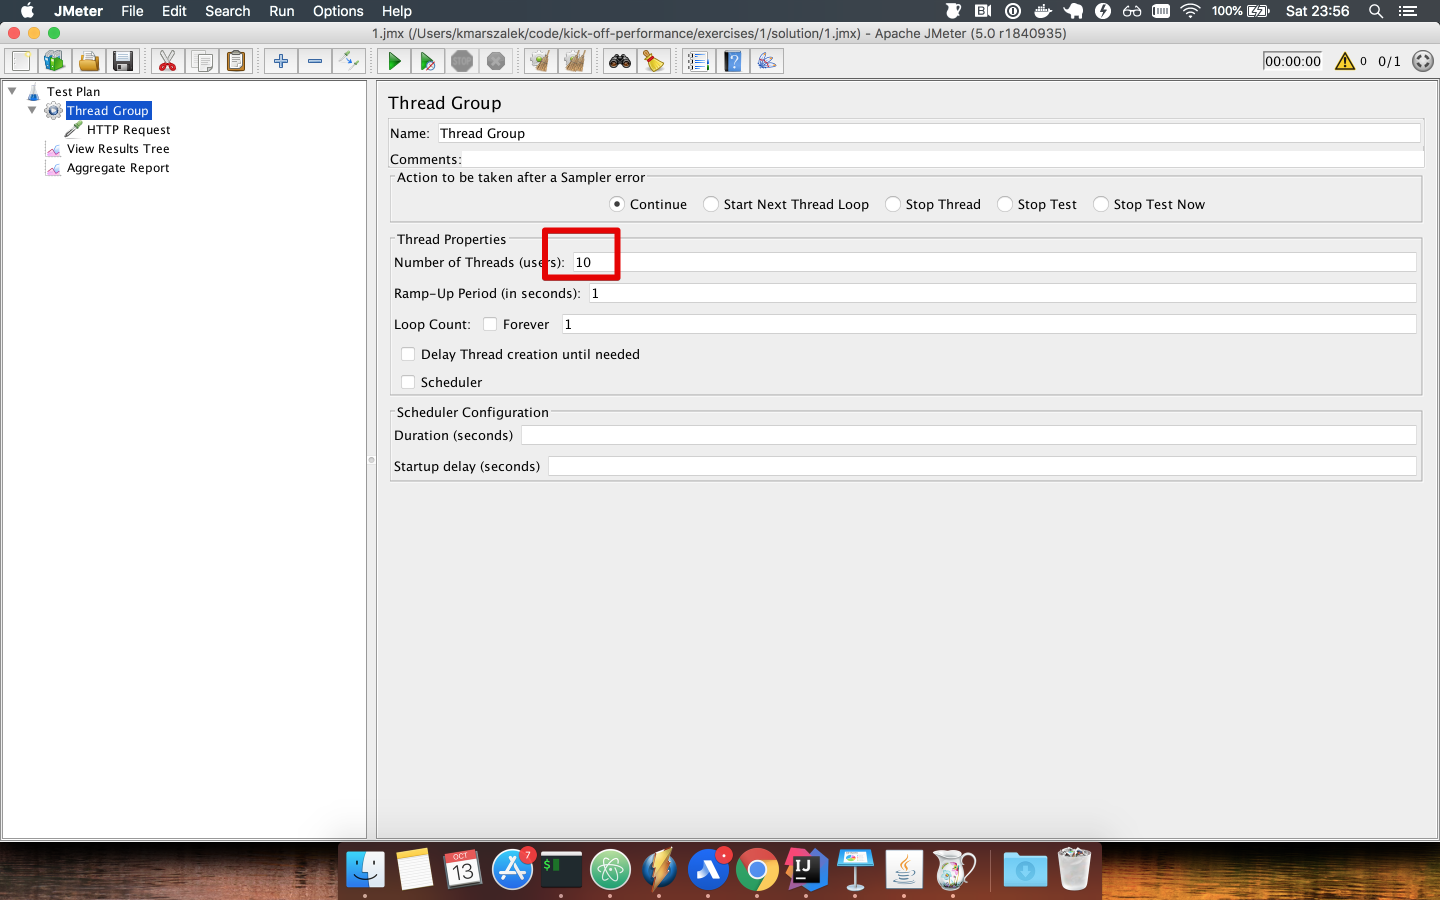 JMeter File Edit Search Run Options Help 100% Sat 23:56
1.jmx (/Users/kmarszalek/code/kick-off-performance/exercises/1/solution/1.jmx) - Apache JMeter (5.0 r1840935)
STOP 00:00:00 0 0/1
Test Plan
Thread Group
HTTP Request
View Results Tree
Aggregate Report
Thread Group
Name: Thread Group
Comments:
Action to be taken after a Sampler error
Continue Start Next Thread Loop Stop Thread Stop Test Stop Test Now
Thread Properties
Number of Threads (users): 10
Ramp-Up Period (in seconds): 1
Loop Count: Forever 1
Delay Thread creation until needed
Scheduler
Scheduler Configuration
Duration (seconds)
Startup delay (seconds)
OCT
13
7
$
IJ